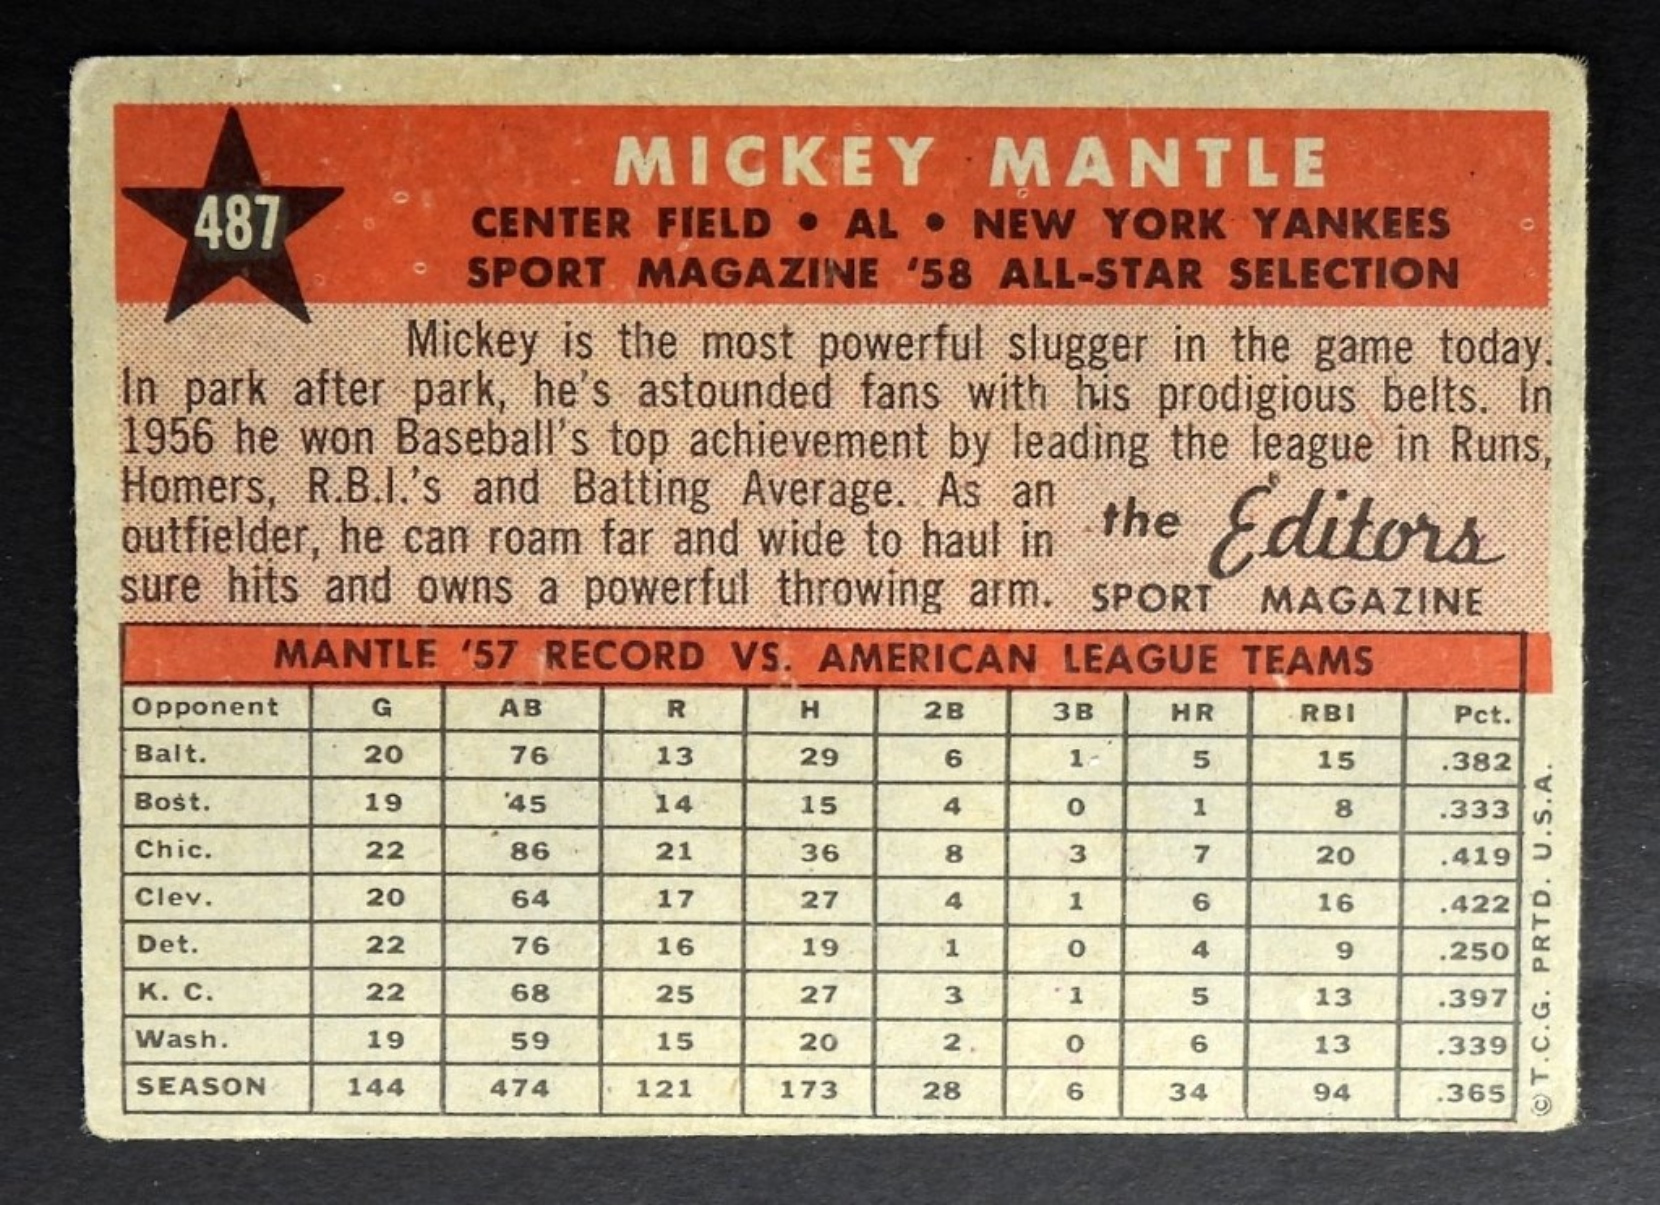 487
MICKEY MANTLE
CENTER FIELD • AL • NEW YORK YANKEES
SPORT MAGAZINE '58 ALL-STAR SELECTION
Mickey is the most powerful slugger in the game today.
In park after park, he's astounded fans with his prodigious belts. In
1956 he won Baseball's top achievement by leading the league in Runs,
Homers, R.B.I.'s and Batting Average. As an
outfielder, he can roam far and wide to haul in
sure hits and owns a powerful throwing arm.
the Editors
SPORT MAGAZINE
MANTLE '57 RECORD VS. AMERICAN LEAGUE TEAMS
Opponent G AB R H 2B 3B HR RBI Pct.
Balt. 20 76 13 29 6 1 5 15 .382
Bost. 19 45 14 15 4 0 1 8 .333
Chic. 22 86 21 36 8 3 7 20 .419
Clev. 20 64 17 27 4 1 6 16 .422
Det. 22 76 16 19 1 0 4 9 .250
K. C. 22 68 25 27 3 1 5 13 .397
Wash. 19 59 15 20 2 0 6 13 .339
SEASON 144 474 121 173 28 6 34 94 .365
© T.C.G. PRTD. U.S.A.